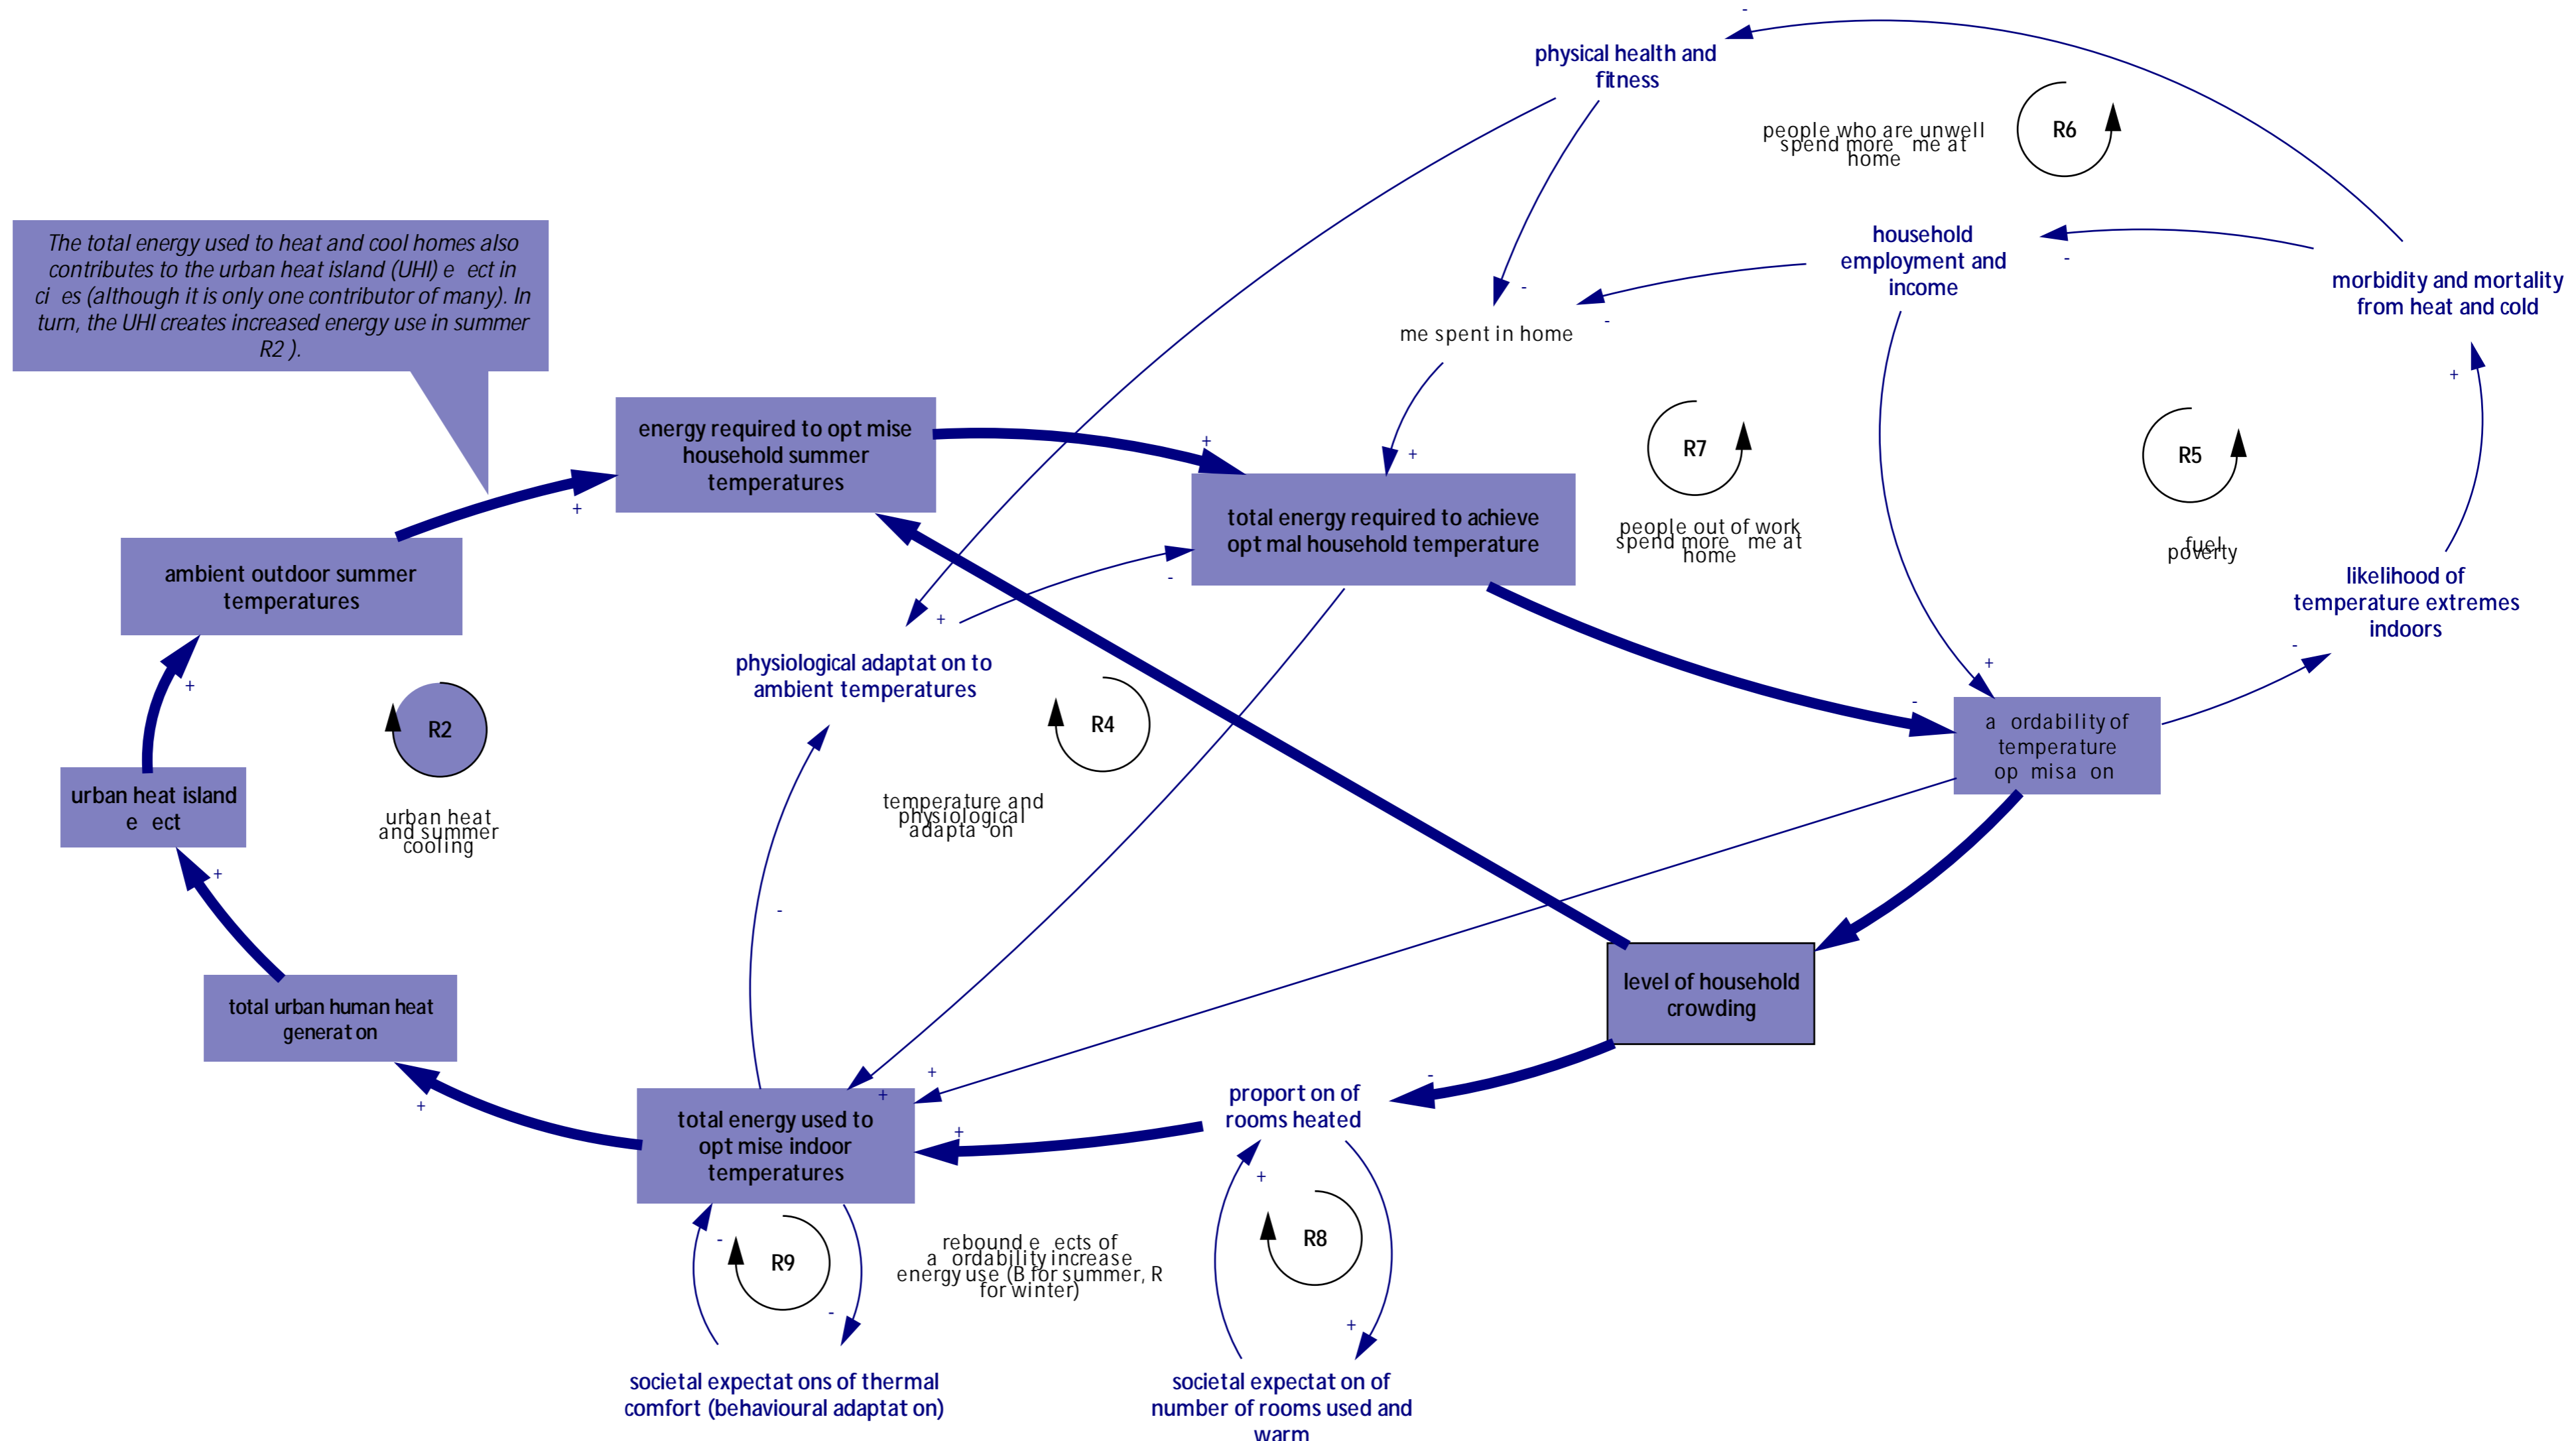 -
physical health and
fitness
people who are unwell
spend more me at
home
R6
The total energy used to heat and cool homes also
contributes to the urban heat island (UHI) e ect in
ci es (although it is only one contributor of many). In
turn, the UHI creates increased energy use in summer
R2 ).
household
employment and
income
-
morbidity and mortality
from heat and cold
-
-
me spent in home
+
energy required to opt mise
household summer
temperatures
+
+
R7
R5
people out of work
spend more me at
home
fuel
poverty
+
total energy required to achieve
opt mal household temperature
ambient outdoor summer
temperatures
-
+
likelihood of
temperature extremes
indoors
-
+
physiological adaptat on to
ambient temperatures
+
-
R2
R4
a ordability of
temperature
op misa on
urban heat island
e ect
urban heat
and summer
cooling
temperature and
physiological
adapta on
+
-
level of household
crowding
total urban human heat
generat on
+
+
+
-
proport on of
rooms heated
total energy used to
opt mise indoor
temperatures
+
+
-
R9
rebound e ects of
a ordability increase
energy use (B for summer, R
for winter)
R8
-
+
societal expectat ons of thermal
comfort (behavioural adaptat on)
societal expectat on of
number of rooms used and
warm